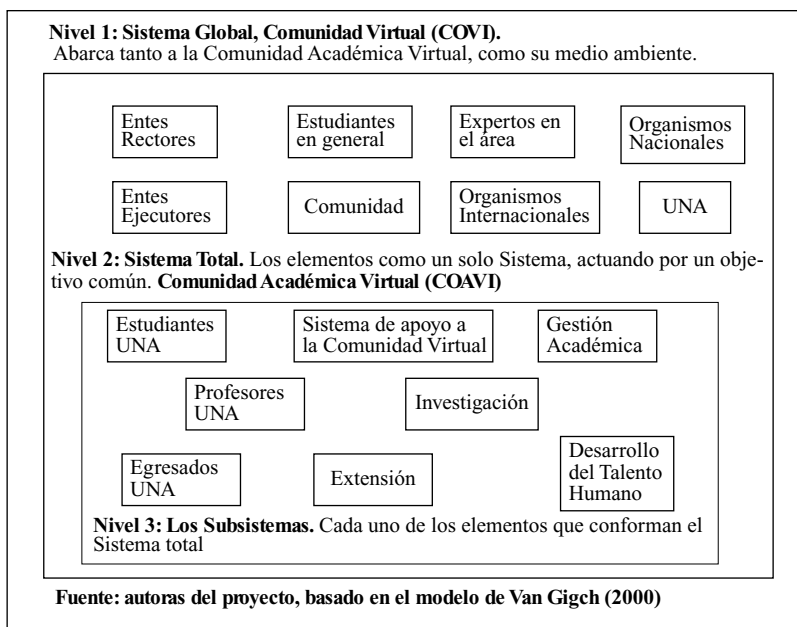 Nivel 1: Sistema Global, Comunidad Virtual (COVI).
Abarca tanto a la Comunidad Académica Virtual, como su medio ambiente.
Entes
Rectores
Estudiantes
en general
Expertos en
el área
Organismos
Nacionales
Entes
Ejecutores
Comunidad
Organismos
Internacionales
UNA
Nivel 2: Sistema Total. Los elementos como un solo Sistema, actuando por un obje-
tivo común. Comunidad Académica Virtual (COAVI)
Estudiantes
UNA
Sistema de apoyo a
la Comunidad Virtual
Gestión
Académica
Profesores
UNA
Investigación
Egresados
UNA
Extensión
Desarrollo
del Talento
Humano
Nivel 3: Los Subsistemas. Cada uno de los elementos que conforman el
Sistema total
Fuente: autoras del proyecto, basado en el modelo de Van Gigch (2000)